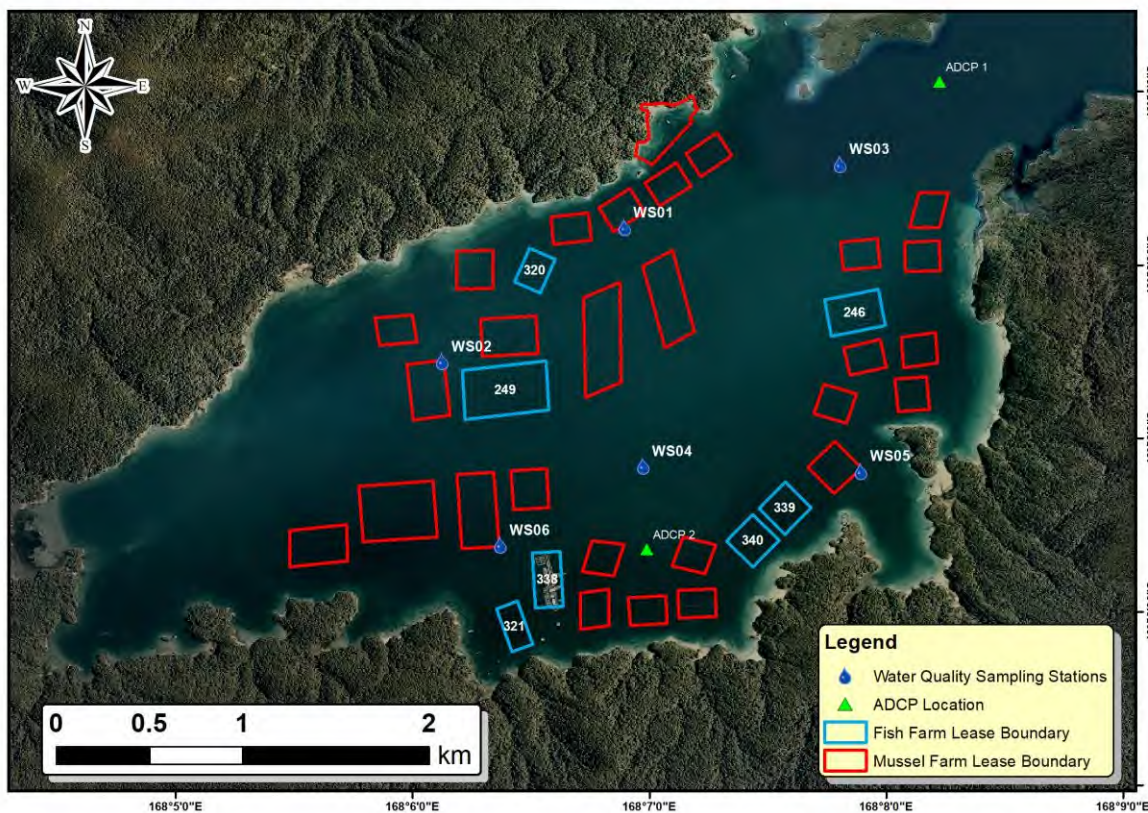 N
W E
S
ADCP 1
WS03
WS01
320
246
WS02
249
WS04
WS05
339
WS06
ADCP 2
340
338
321
Legend
Water Quality Sampling Stations
ADCP Location
Fish Farm Lease Boundary
Mussel Farm Lease Boundary
0 0.5 1 2
km
168°5'0"E 168°6'0"E 168°7'0"E 168°8'0"E 168°9'0"E